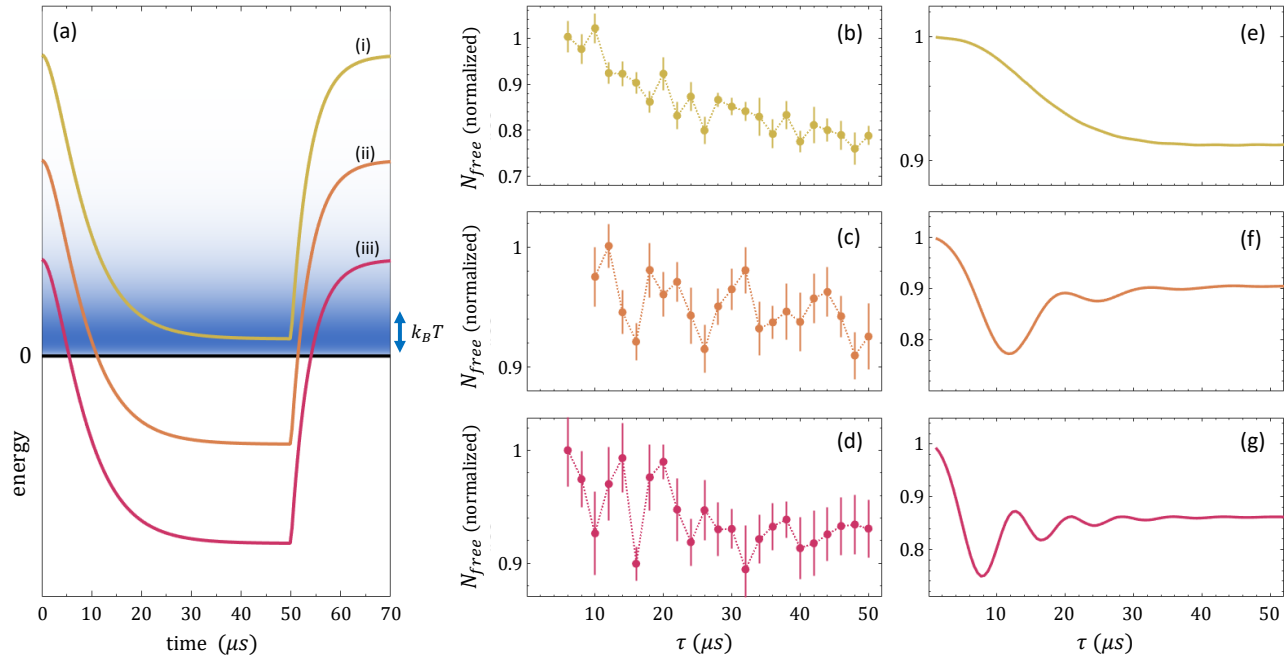 (a)
(i)
(ii)
(iii)
k_BT
0
energy
0 10 20 30 40 50 60 70
time (μs)
(b)
1
0.9
0.8
0.7
N_free (normalized)
(c)
1
0.9
N_free (normalized)
(d)
1
0.9
N_free (normalized)
10 20 30 40 50
τ (μs)
(e)
1
0.9
(f)
1
0.9
0.8
(g)
1
0.9
0.8
10 20 30 40 50
τ (μs)